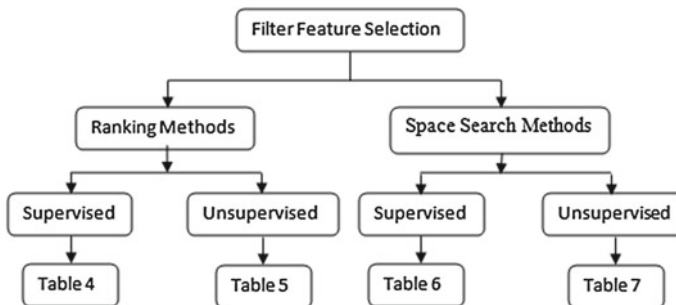 Filter Feature Selection
Ranking Methods
Space Search Methods
Supervised
Unsupervised
Supervised
Unsupervised
Table 4
Table 5
Table 6
Table 7